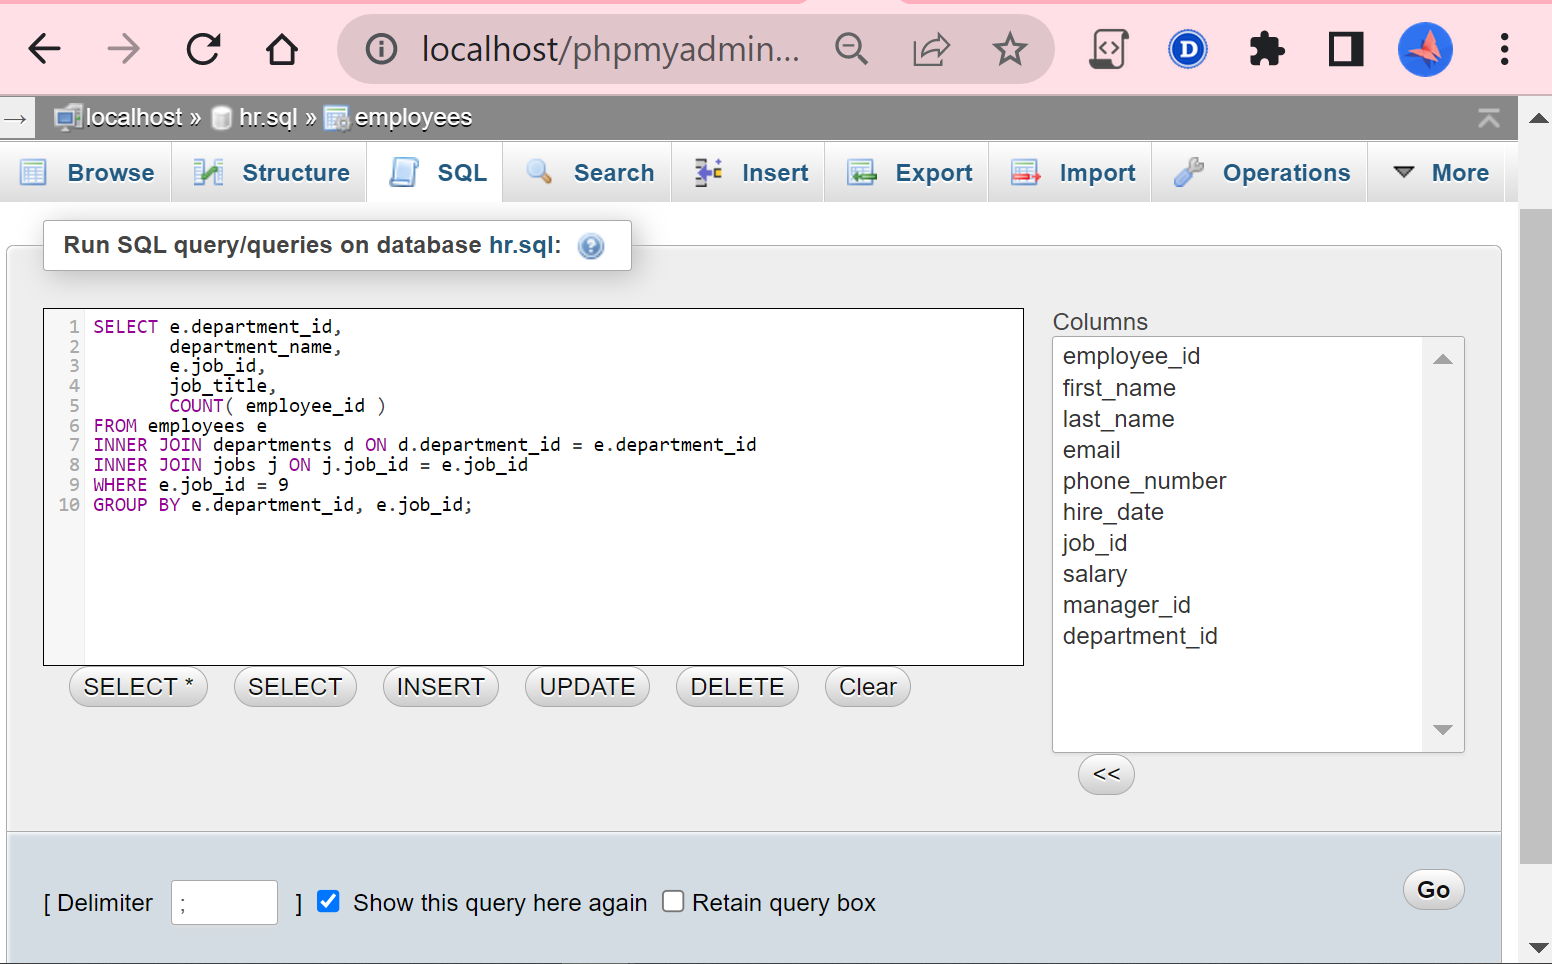 localhost/phpmyadmin...
localhost » hr.sql » employees
Browse Structure SQL Search Insert Export Import Operations More
Run SQL query/queries on database hr.sql:
1 SELECT e.department_id,
2 department_name,
3 e.job_id,
4 job_title,
5 COUNT( employee_id )
6 FROM employees e
7 INNER JOIN departments d ON d.department_id = e.department_id
8 INNER JOIN jobs j ON j.job_id = e.job_id
9 WHERE e.job_id = 9
10 GROUP BY e.department_id, e.job_id;
SELECT * SELECT INSERT UPDATE DELETE Clear
Columns
employee_id
first_name
last_name
email
phone_number
hire_date
job_id
salary
manager_id
department_id
<<
[ Delimiter ; ] Show this query here again Retain query box
Go